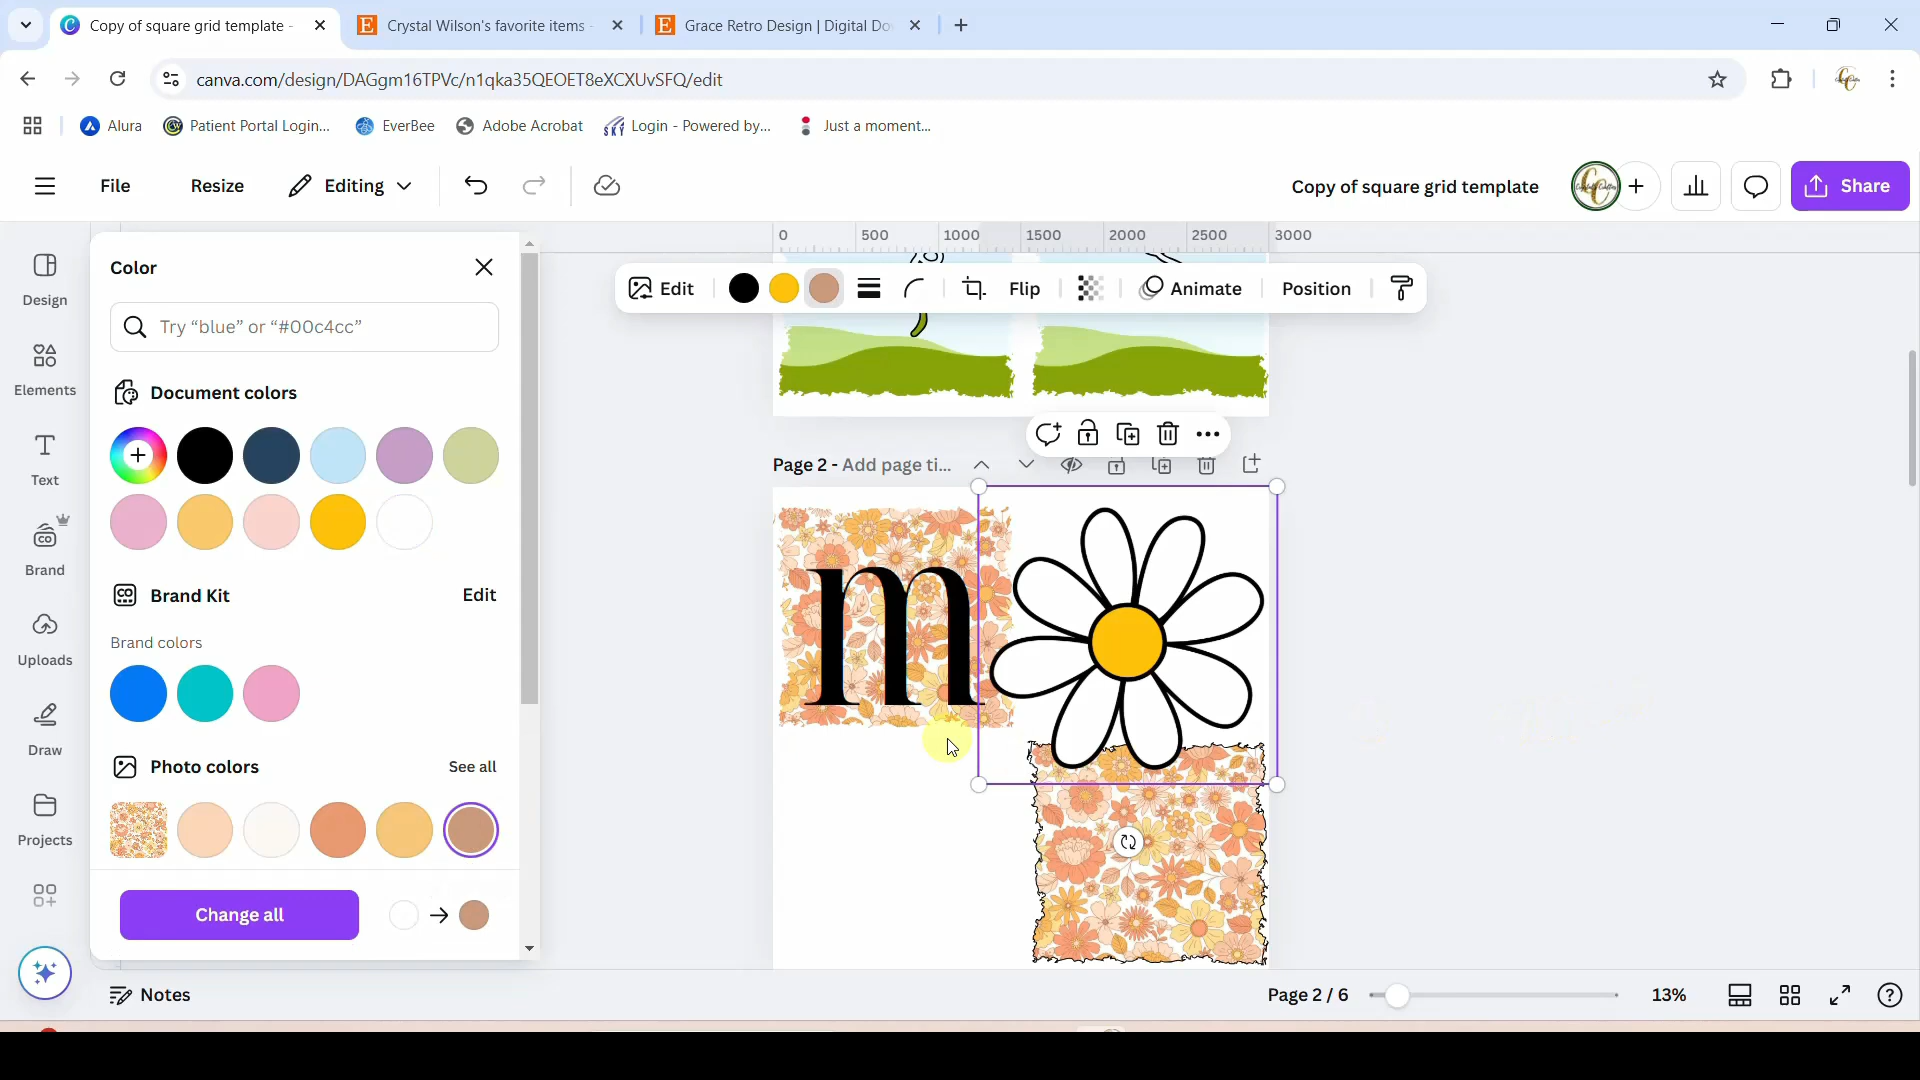 Copy of square grid template -
Crystal Wilson's favorite items -
Grace Retro Design | Digital Do
canva.com/design/DAGgm16TPVc/n1qka35QEOET8eXCXUvSFQ/edit
Alura
Patient Portal Login...
EverBee
Adobe Acrobat
Login - Powered by...
Just a moment...
File
Resize
Editing
Copy of square grid template
Share
0 500 1000 1500 2000 2500 3000
Design
Elements
Text
Brand
Uploads
Draw
Projects
Color
Try “blue” or “#00c4cc”
Document colors
Brand Kit
Edit
Brand colors
Photo colors
See all
Change all
Edit
Flip
Animate
Position
Page 2 - Add page ti...
m
Notes
Page 2 / 6
13%